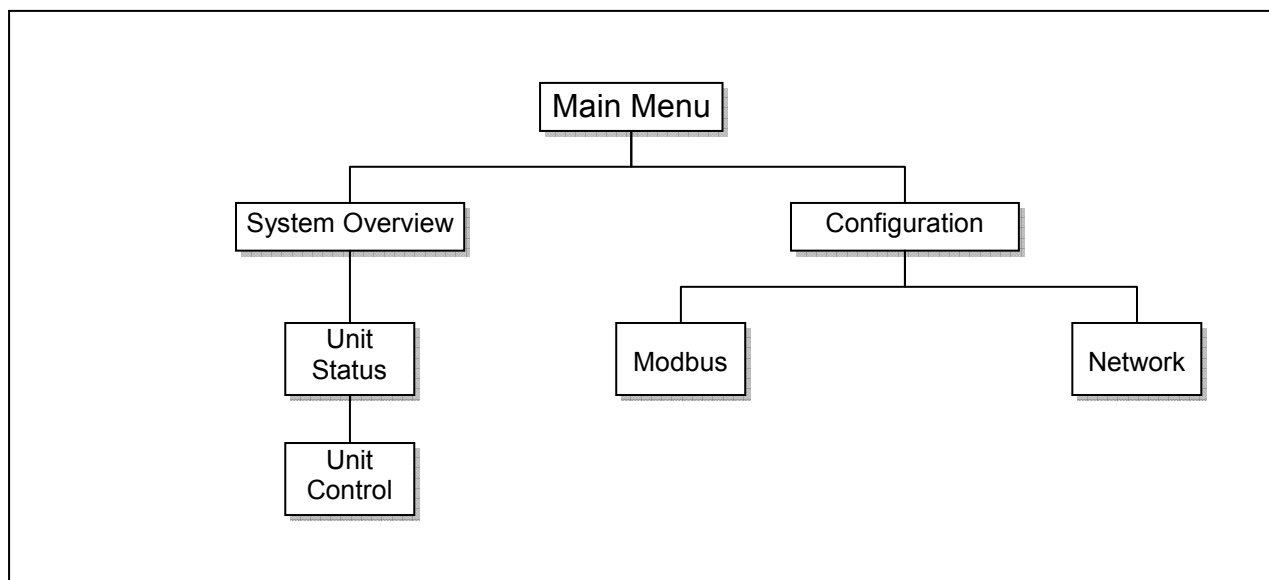 Main Menu
System Overview
Configuration
Unit
Status
Modbus
Network
Unit
Control